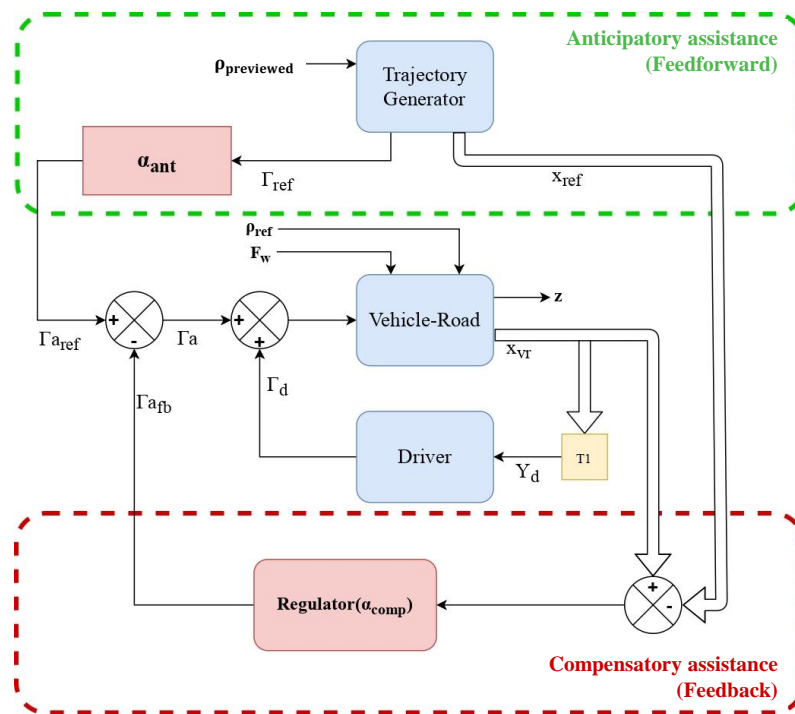 Anticipatory assistance
(Feedforward)
ρpreviewed
Trajectory
Generator
αant
Γref
xref
ρref
Fw
Vehicle-Road
z
+
-
+
+
Γaref
Γa
xvr
Γd
Γafb
Driver
Yd
T1
Regulator(αcomp)
+
-
Compensatory assistance
(Feedback)